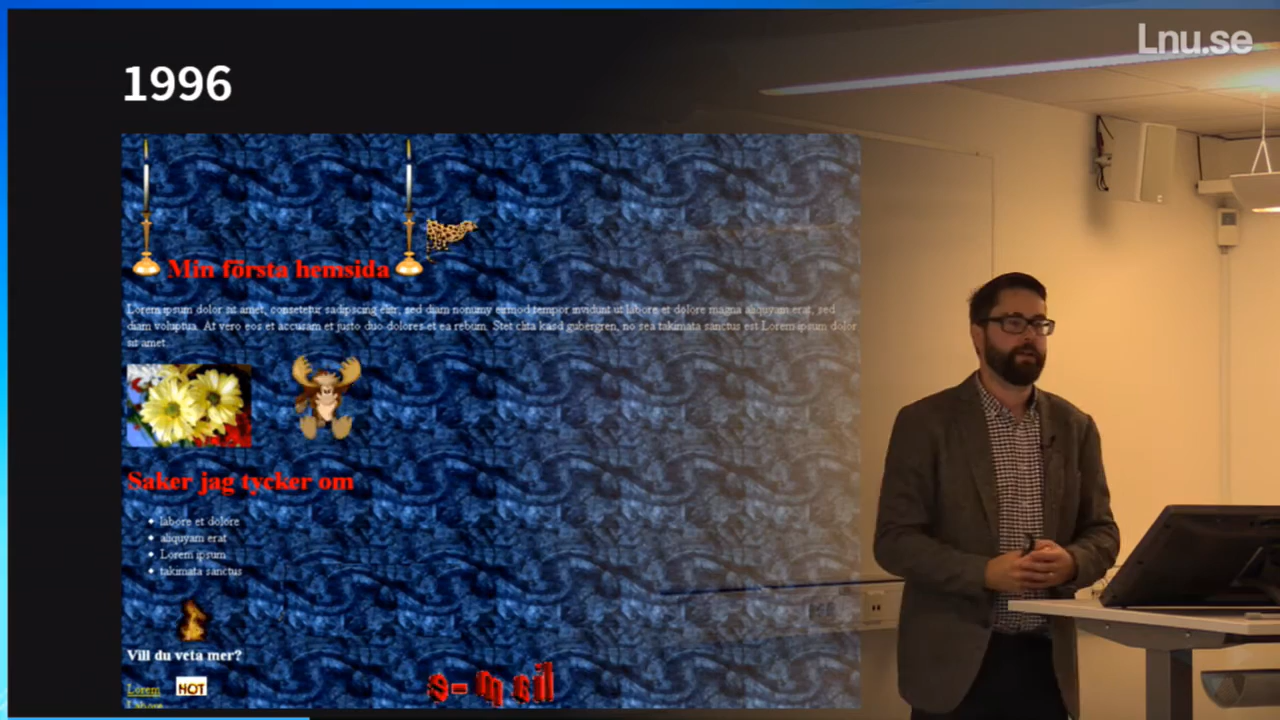 Lnu.se
1996
Min första hemsida
Lorem ipsum dolor sit amet, consetetur sadipscing elitr, sed diam nonumy eirmod tempor invidunt ut labore et dolore magna aliquyam erat, sed
diam voluptua. At vero eos et accusam et justo duo dolores et ea rebum. Stet clita kasd gubergren, no sea takimata sanctus est Lorem ipsum dolor
sit amet.
Saker jag tycker om
labore et dolore
aliquyam erat
Lorem ipsum
takimata sanctus
Vill du veta mer?
Lorem HOT
Labore
e-mail